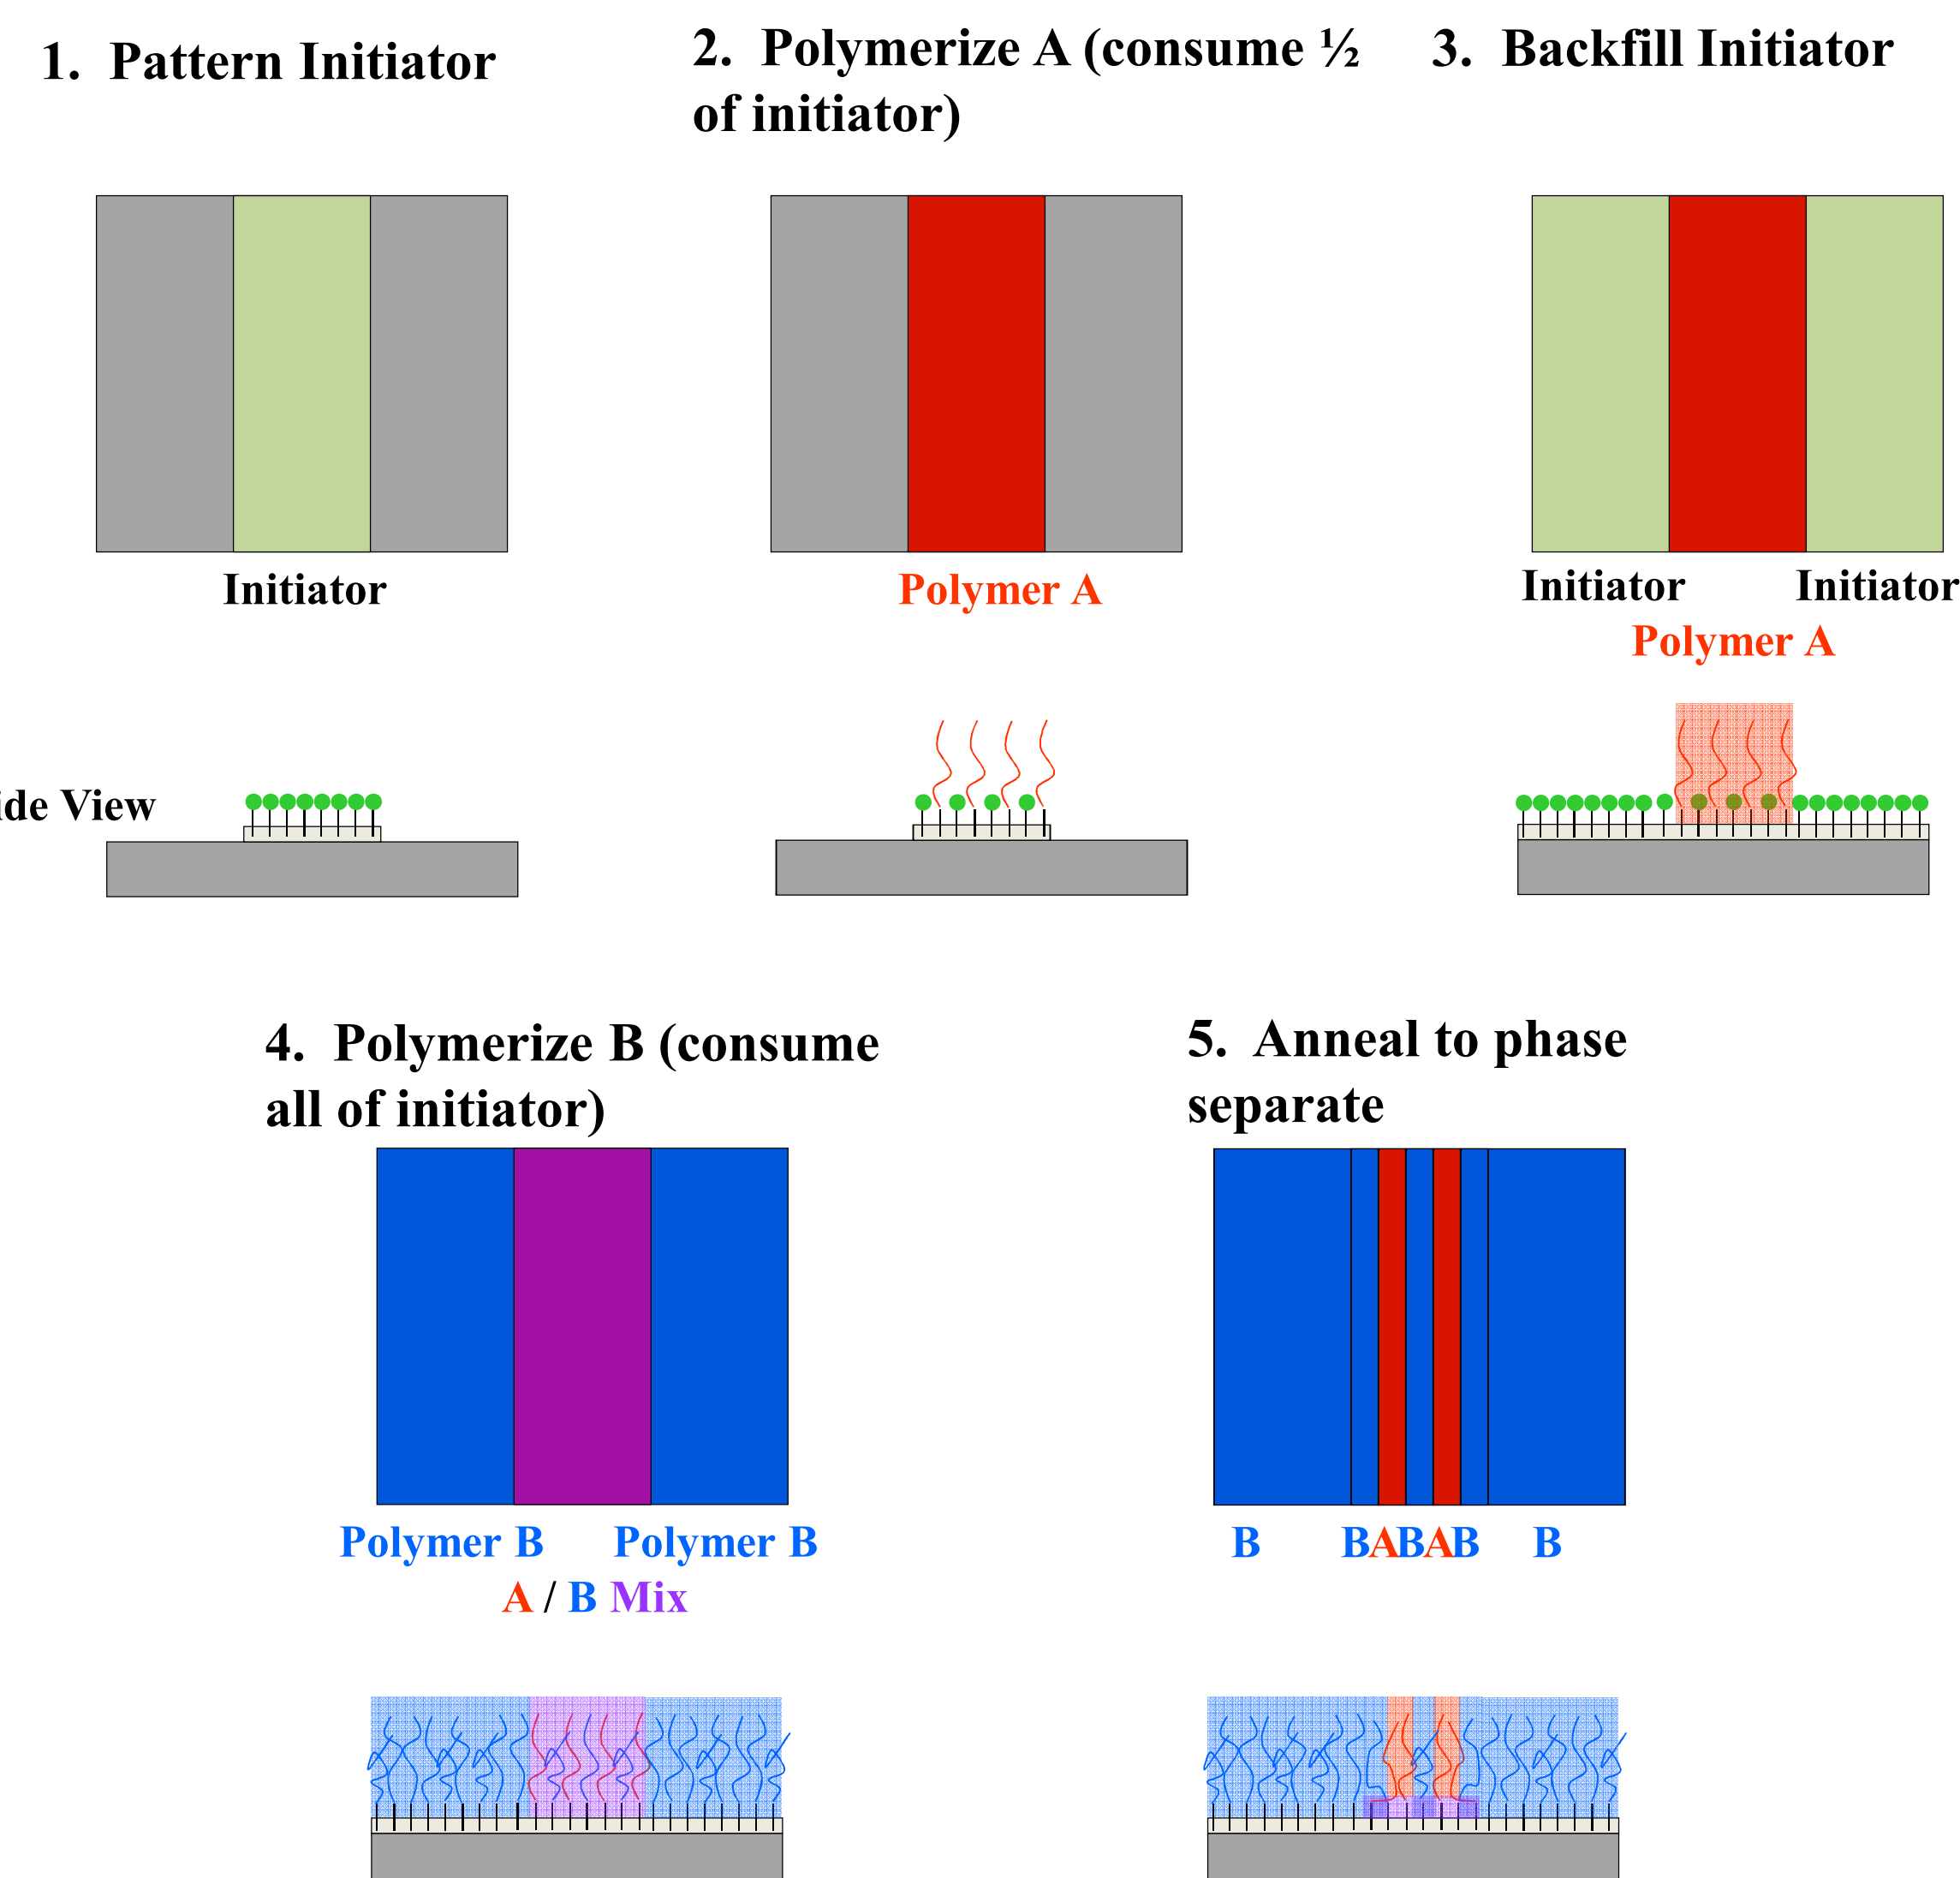 1. Pattern Initiator
2. Polymerize A (consume ½
of initiator)
3. Backfill Initiator
Initiator
Polymer A
Initiator Initiator
Polymer A
ide View
4. Polymerize B (consume
all of initiator)
5. Anneal to phase
separate
Polymer B Polymer B
A / B Mix
B BABAB B